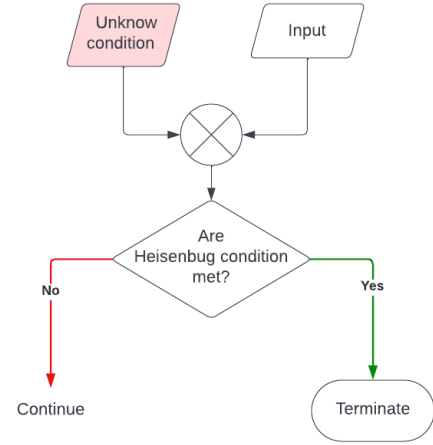 Unknow
condition
Input
Are
Heisenbug condition
met?
No
Yes
Continue
Terminate